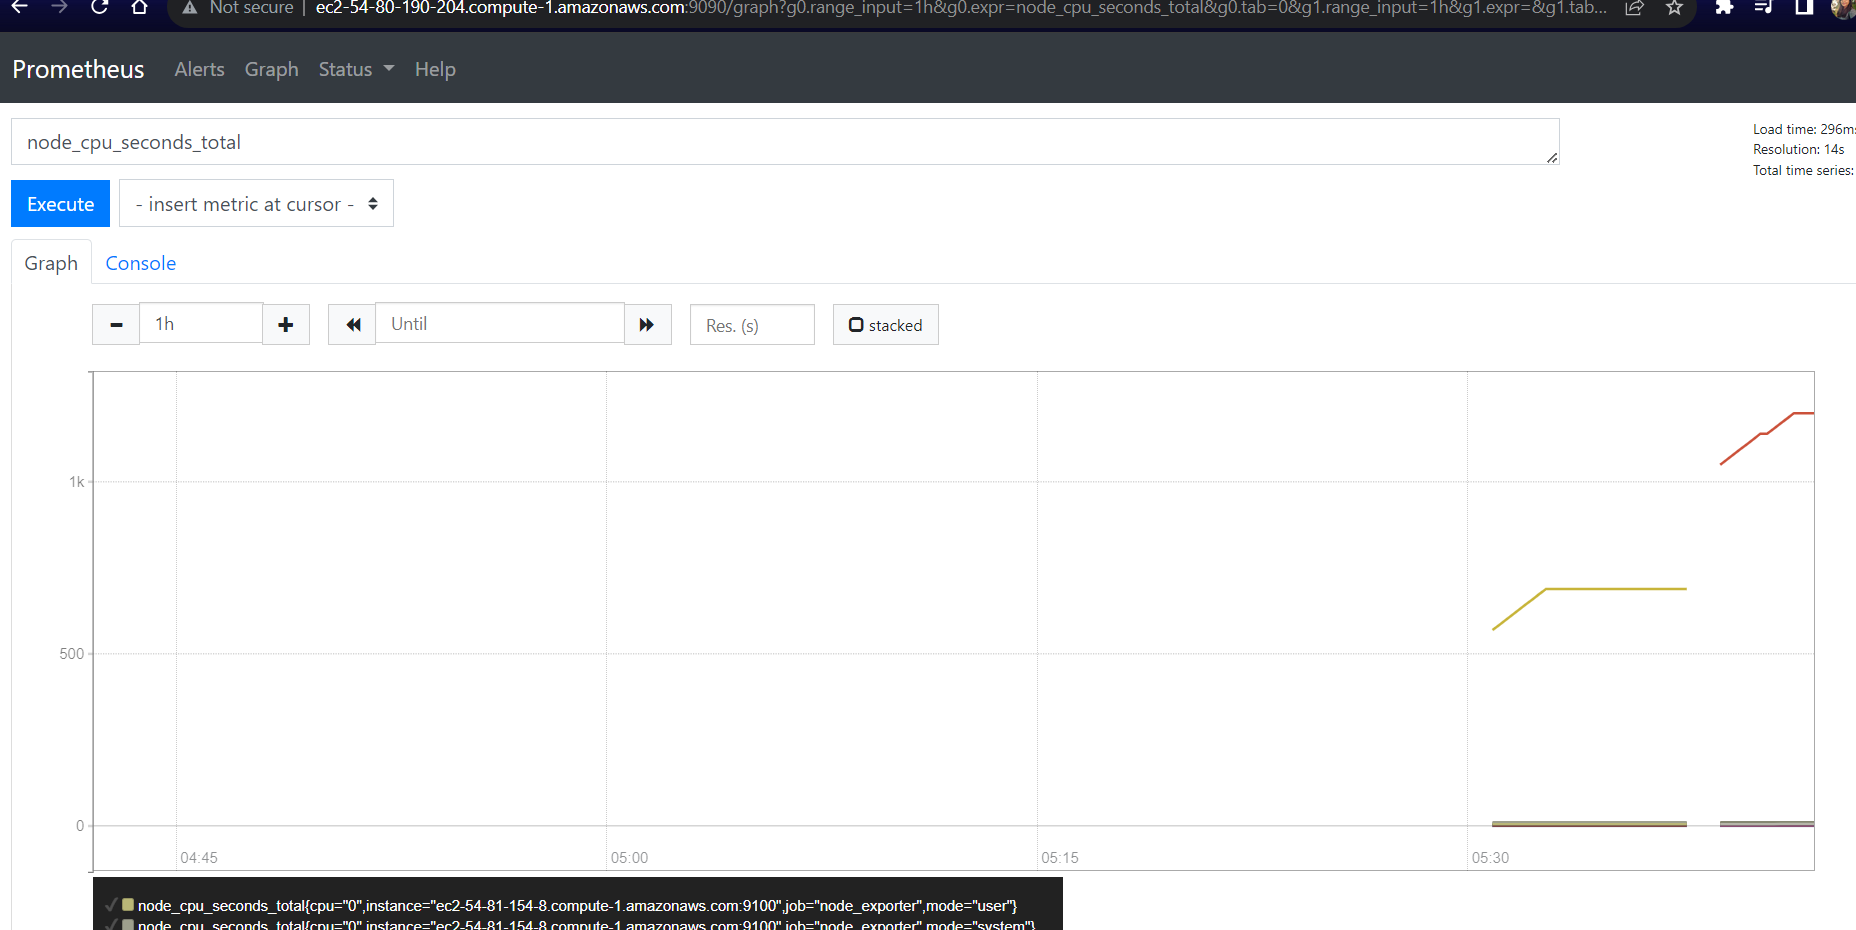 Not secure | ec2-54-80-190-204.compute-1.amazonaws.com:9090/graph?g0.range_input=1h&g0.expr=node_cpu_seconds_total&g0.tab=0&g1.range_input=1h&g1.expr=&g1.tab...
Prometheus Alerts Graph Status Help
node_cpu_seconds_total
Load time: 296ms
Resolution: 14s
Total time series:
Execute - insert metric at cursor -
Graph Console
1h Until Res. (s) stacked
1k
500
0
04:45 05:00 05:15 05:30
node_cpu_seconds_total{cpu="0",instance="ec2-54-81-154-8.compute-1.amazonaws.com:9100",job="node_exporter",mode="user"}
node_cpu_seconds_total{cpu="0",instance="ec2-54-81-154-8.compute-1.amazonaws.com:9100",job="node_exporter",mode="system"}